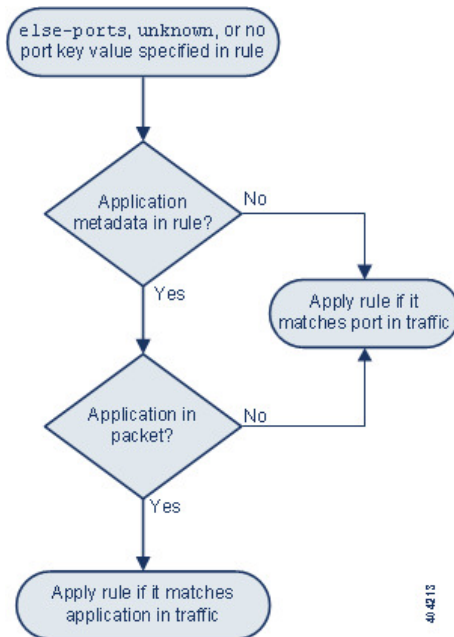 else-ports, unknown, or no
port key value specified in rule
Application
metadata in rule?
No
Yes
Apply rule if it
matches port in traffic
Application in
packet?
No
Yes
Apply rule if it matches
application in traffic
404213